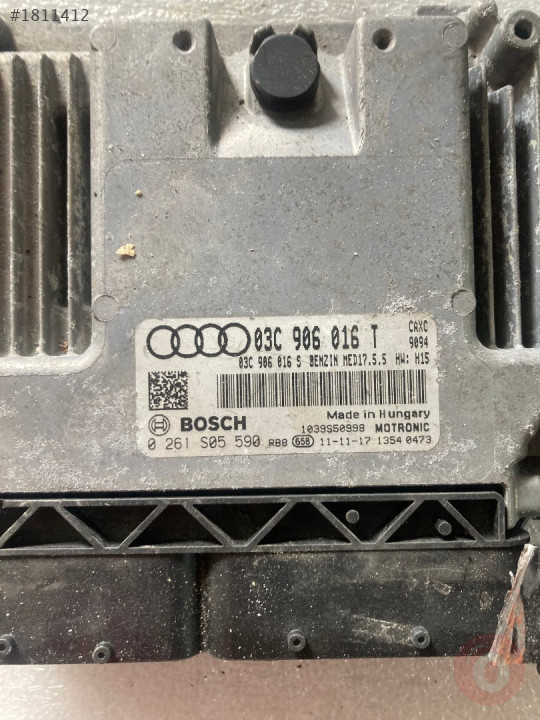 #1811412
03C 906 016 T CAXC
9094
03C 906 016 S BENZIN MED17.5.5 HW: H15
BOSCH
Made in Hungary
1039S50998 MOTRONIC
0 261 S05 590 RBB 658 11-11-17 1354 0473